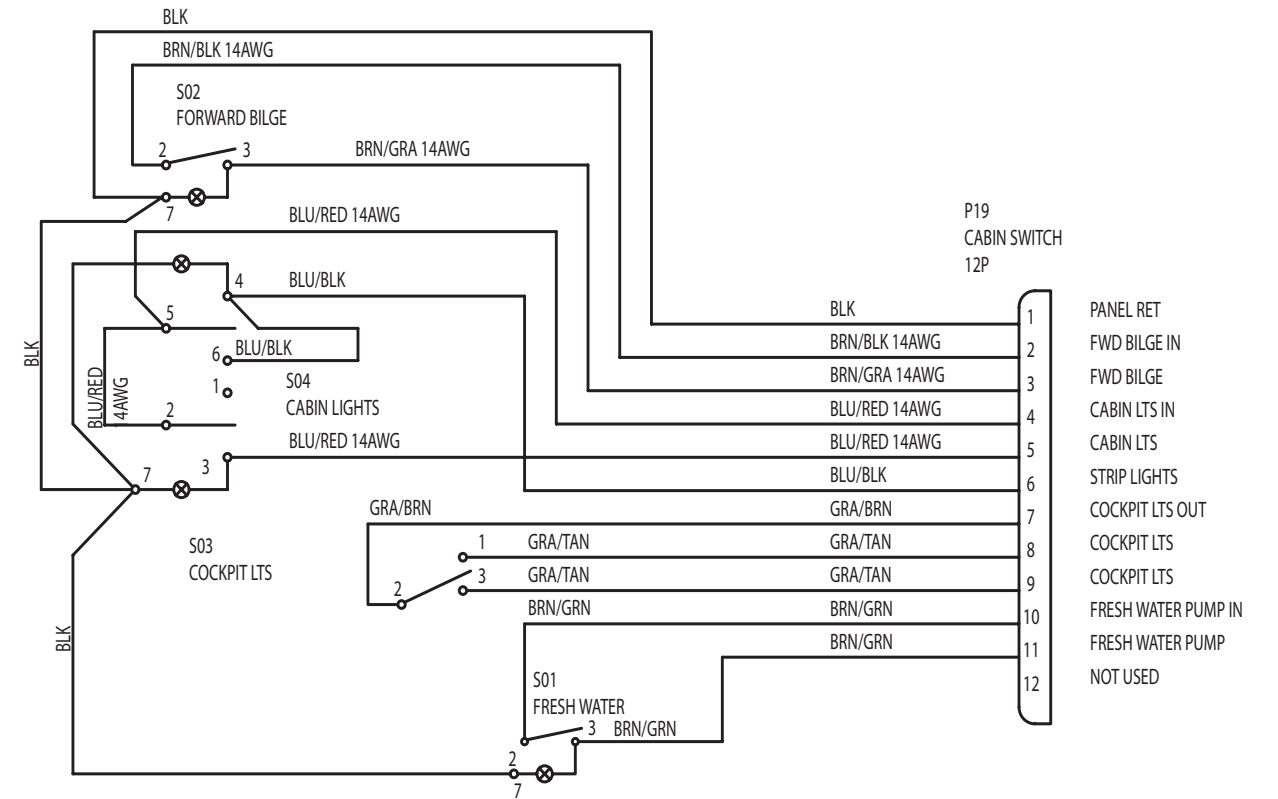 BLK
BRN/BLK 14AWG
S02
FORWARD BILGE
2
3
BRN/GRA 14AWG
7
BLU/RED 14AWG
4
BLU/BLK
5
6
BLU/BLK
BLK
1
S04
CABIN LIGHTS
BLU/RED
14AWG
2
BLU/RED 14AWG
3
7
S03
COCKPIT LTS
GRA/BRN
1
GRA/TAN
2
3
GRA/TAN
BRN/GRN
BLK
S01
FRESH WATER
3
BRN/GRN
2
7
P19
CABIN SWITCH
12P
BLK 1 PANEL RET
BRN/BLK 14AWG 2 FWD BILGE IN
BRN/GRA 14AWG 3 FWD BILGE
BLU/RED 14AWG 4 CABIN LTS IN
BLU/RED 14AWG 5 CABIN LTS
BLU/BLK 6 STRIP LIGHTS
GRA/BRN 7 COCKPIT LTS OUT
GRA/TAN 8 COCKPIT LTS
GRA/TAN 9 COCKPIT LTS
BRN/GRN 10 FRESH WATER PUMP IN
BRN/GRN 11 FRESH WATER PUMP
12 NOT USED